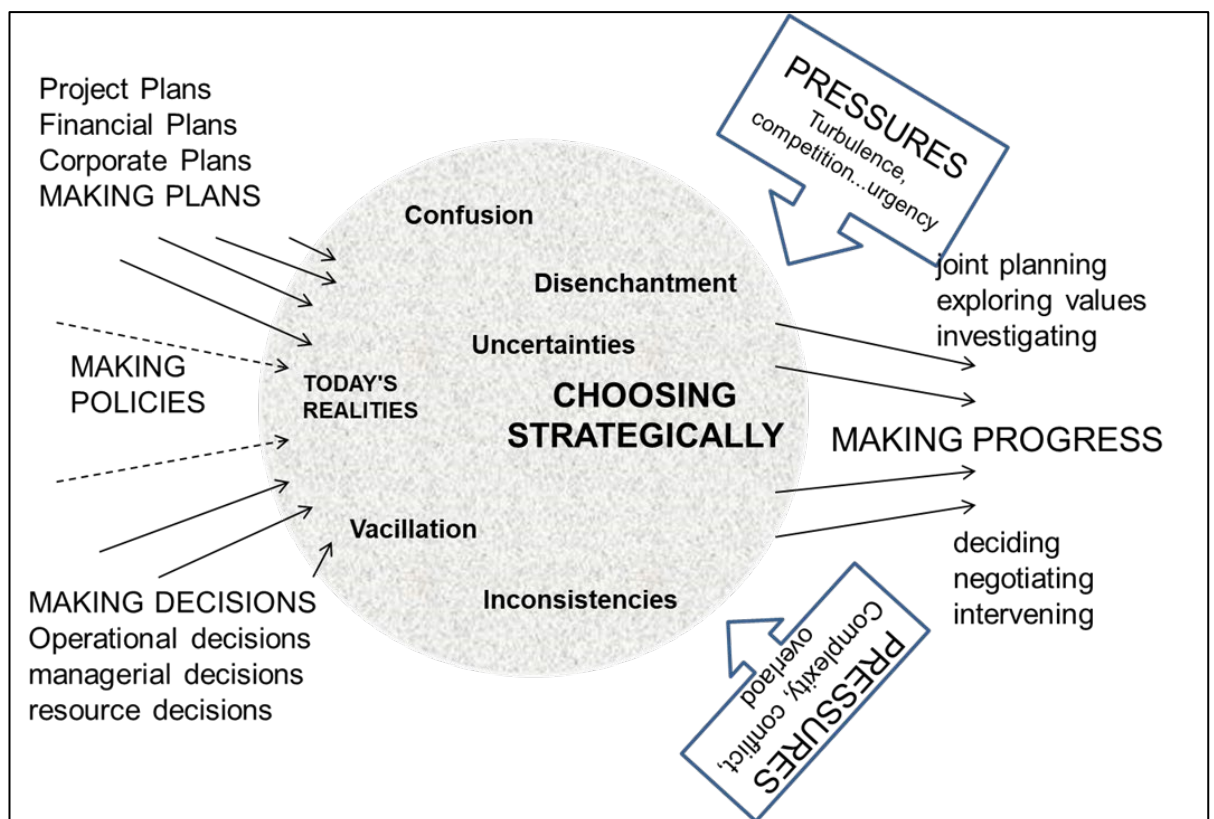 Project Plans
Financial Plans
Corporate Plans
MAKING PLANS
MAKING
POLICIES
MAKING DECISIONS
Operational decisions
managerial decisions
resource decisions
Confusion
Disenchantment
Uncertainties
TODAY'S
REALITIES
CHOOSING
STRATEGICALLY
Vacillation
Inconsistencies
PRESSURES
Turbulence,
competition...urgency
joint planning
exploring values
investigating
MAKING PROGRESS
deciding
negotiating
intervening
PRESSURES
Complexity, conflict,
overlaod